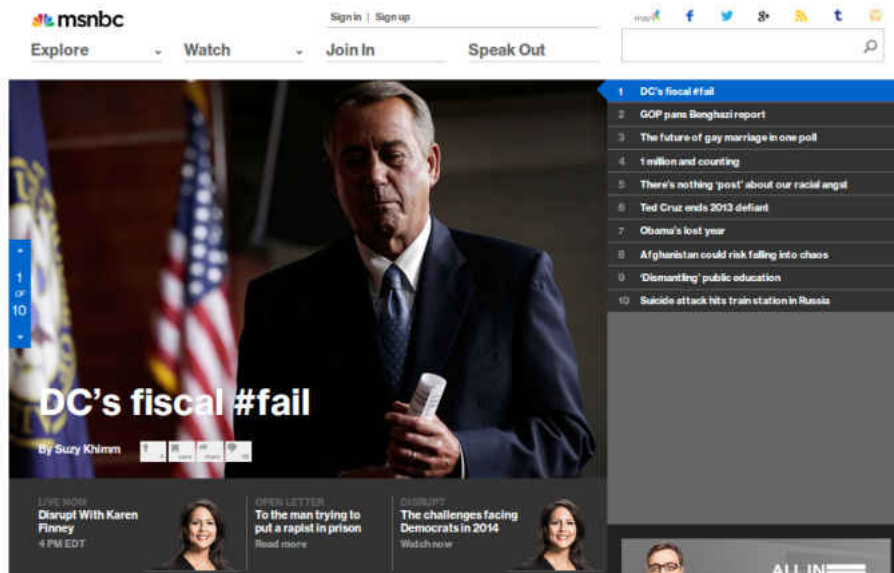 msnbc
Sign in | Sign up
Explore
Watch
Join In
Speak Out
f
g+
t
1 DC's fiscal #fail
2 GOP pans Benghazi report
3 The future of gay marriage in one poll
4 1 million and counting
5 There's nothing 'post' about our racial angst
6 Ted Cruz ends 2013 defiant
7 Obama's lost year
8 Afghanistan could risk falling into chaos
9 'Dismantling' public education
10 Suicide attack hits train station in Russia
1
OF
10
DC's fiscal #fail
By Suzy Khimm
save
share
LIVE NOW
Disrupt With Karen
Finney
4 PM EDT
OPEN LETTER
To the man trying to
put a rapist in prison
Read more
DISRUPT
The challenges facing
Democrats in 2014
Watch now
ALL IN